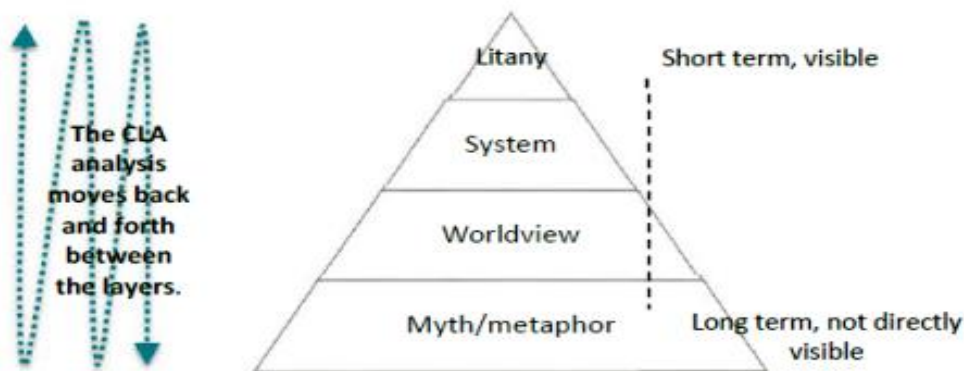 The CLA
analysis
moves back
and forth
between
the layers.
Litany
System
Worldview
Myth/metaphor
Short term, visible
Long term, not directly
visible